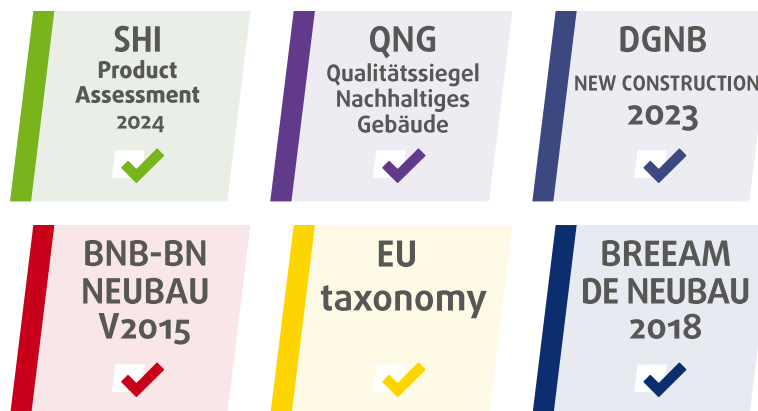 SHI
Product
Assessment
2024
QNG
Qualitätssiegel
Nachhaltiges
Gebäude
DGNB
NEW CONSTRUCTION
2023
BNB-BN
NEUBAU
V2015
EU
taxonomy
BREEAM
DE NEUBAU
2018